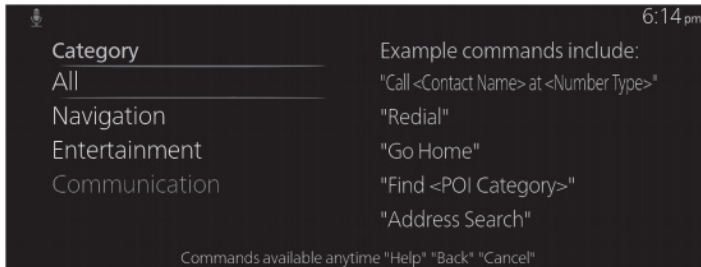 6:14 pm
Category
All
Navigation
Entertainment
Communication
Example commands include:
"Call <Contact Name> at <Number Type>"
"Redial"
"Go Home"
"Find <POI Category>"
"Address Search"
Commands available anytime "Help" "Back" "Cancel"